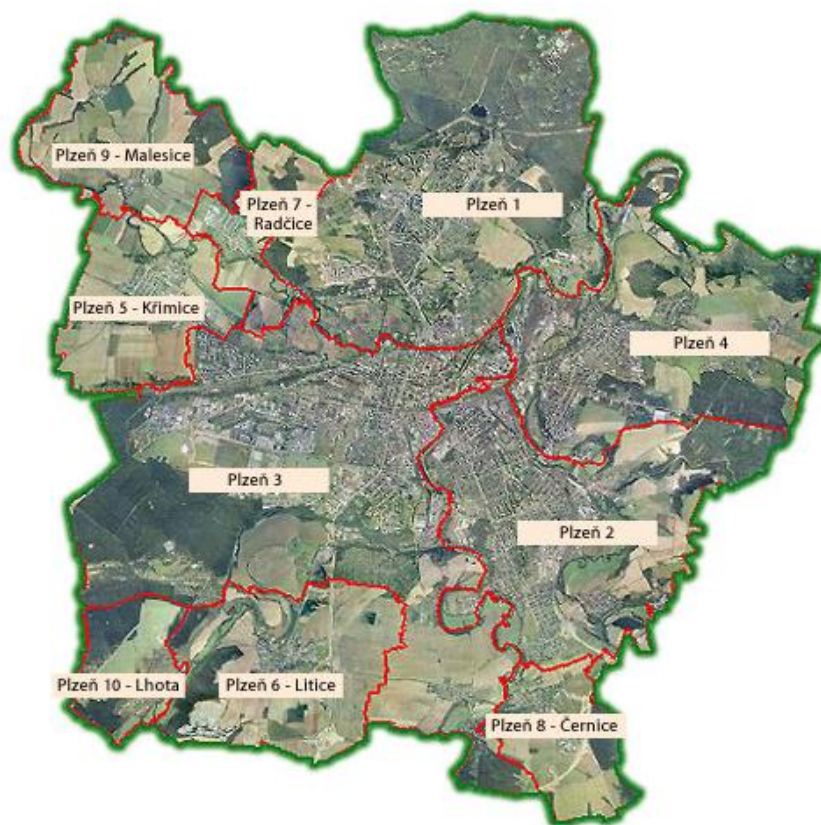 Plzeň 9 - Malesice
Plzeň 7 -
Radčice
Plzeň 1
Plzeň 5 - Křimice
Plzeň 4
Plzeň 3
Plzeň 2
Plzeň 10 - Lhota
Plzeň 6 - Litice
Plzeň 8 - Černice